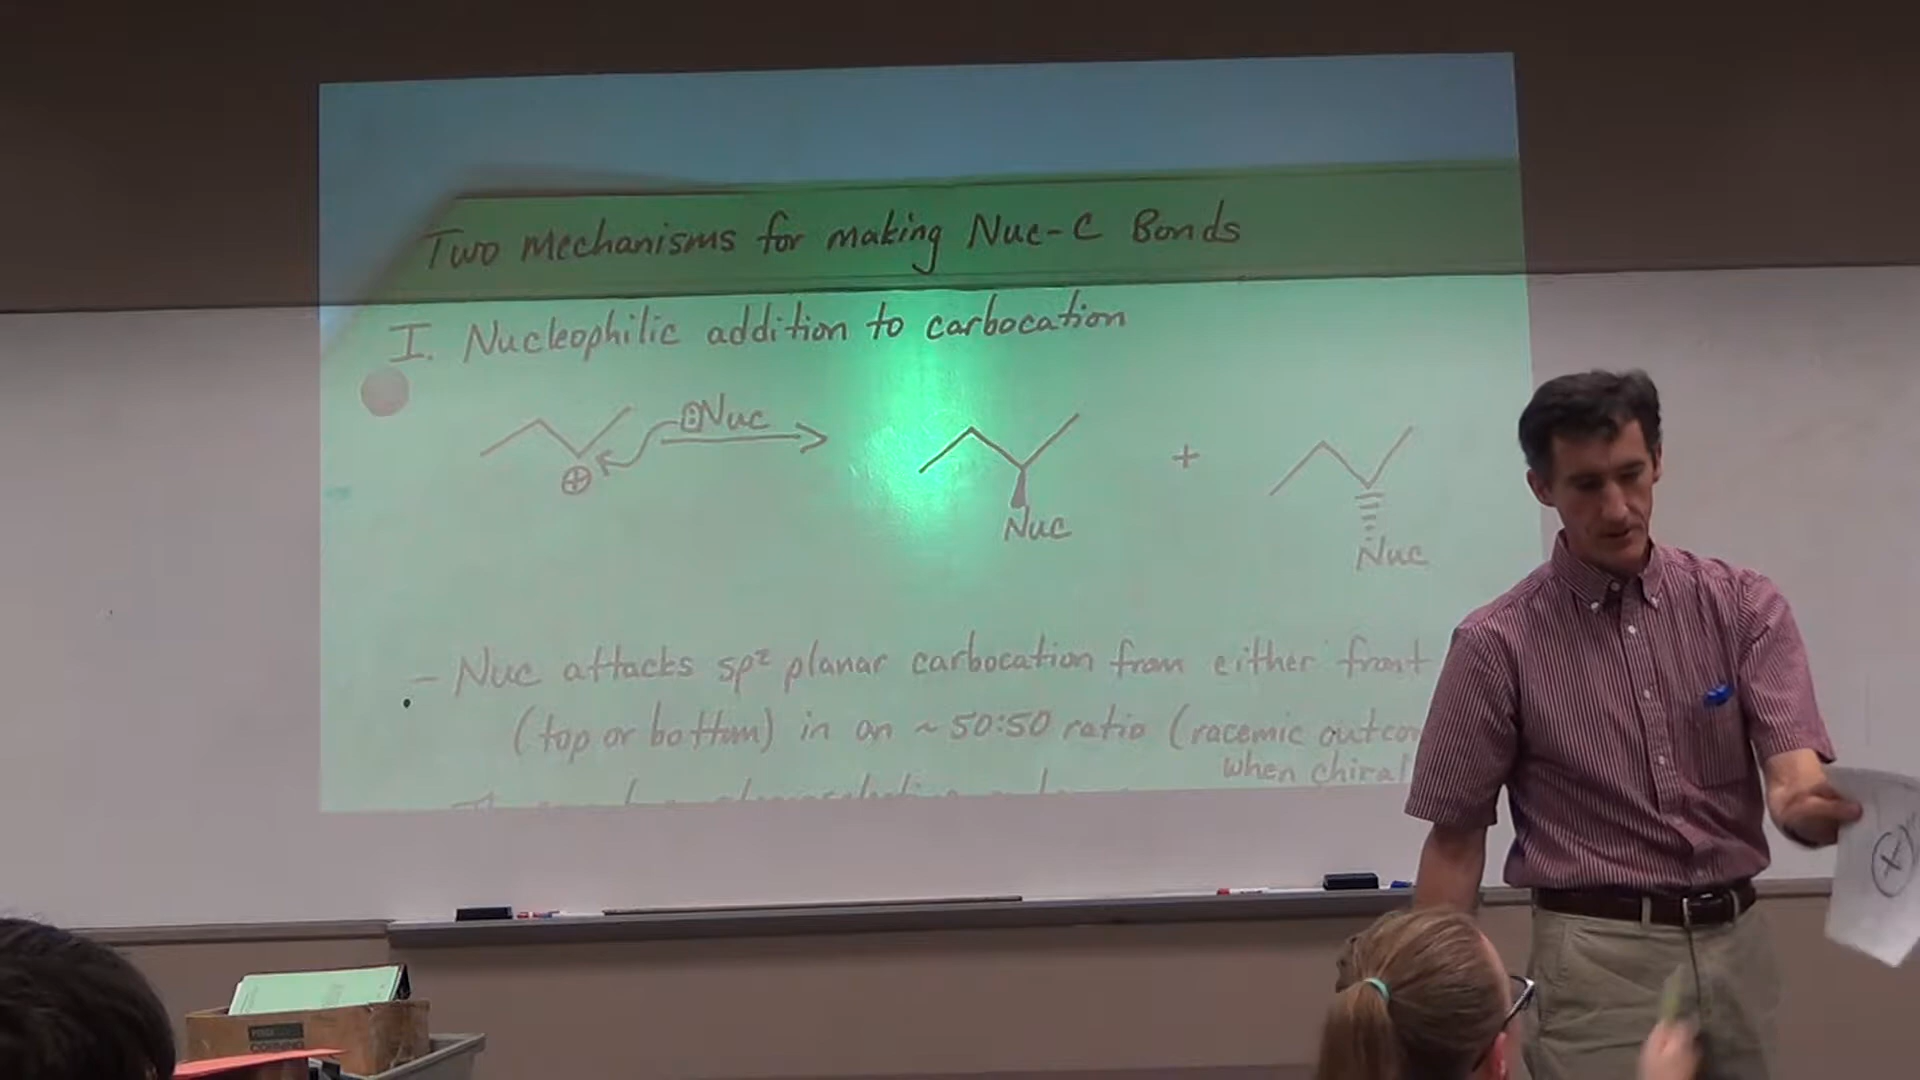 Two Mechanisms for making Nuc-C Bonds
I. Nucleophilic addition to carbocation
:Nuc
⊕
+
Nuc
Nuc
- Nuc attacks sp² planar carbocation from either front
(top or bottom) in an ~50:50 ratio (racemic
when chiral